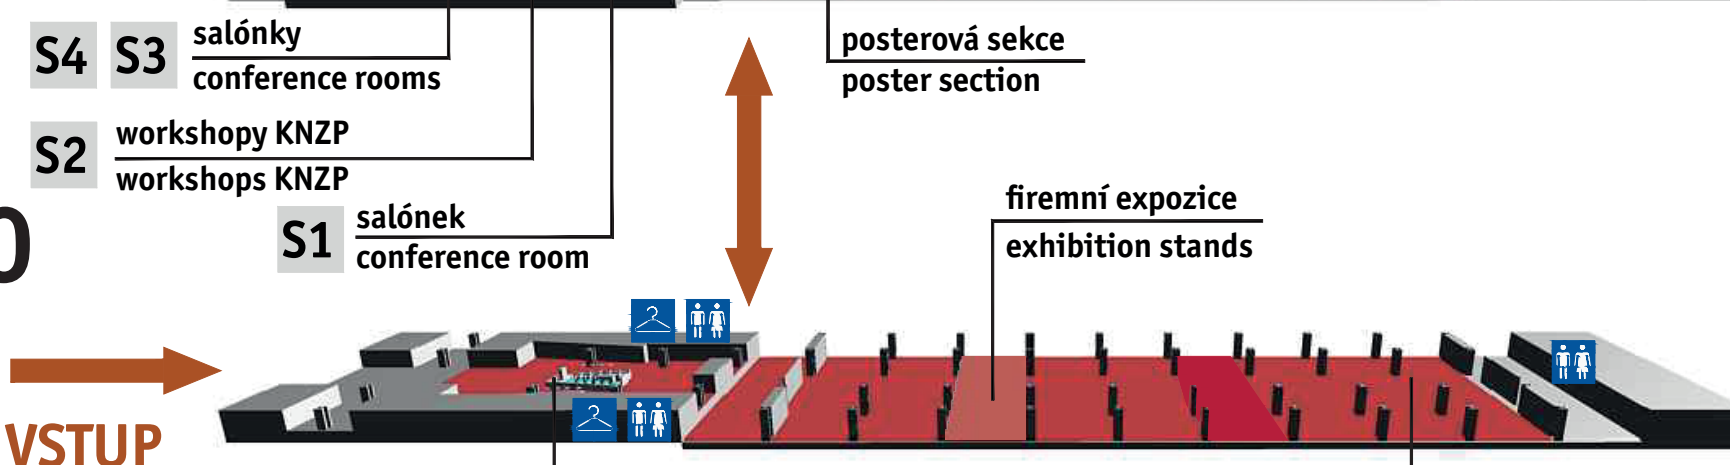 S4 S3 salónky
conference rooms
S2 workshopy KNZP
workshops KNZP
S1 salónek
conference room
posterová sekce
poster section
firemní expozice
exhibition stands
0
VSTUP